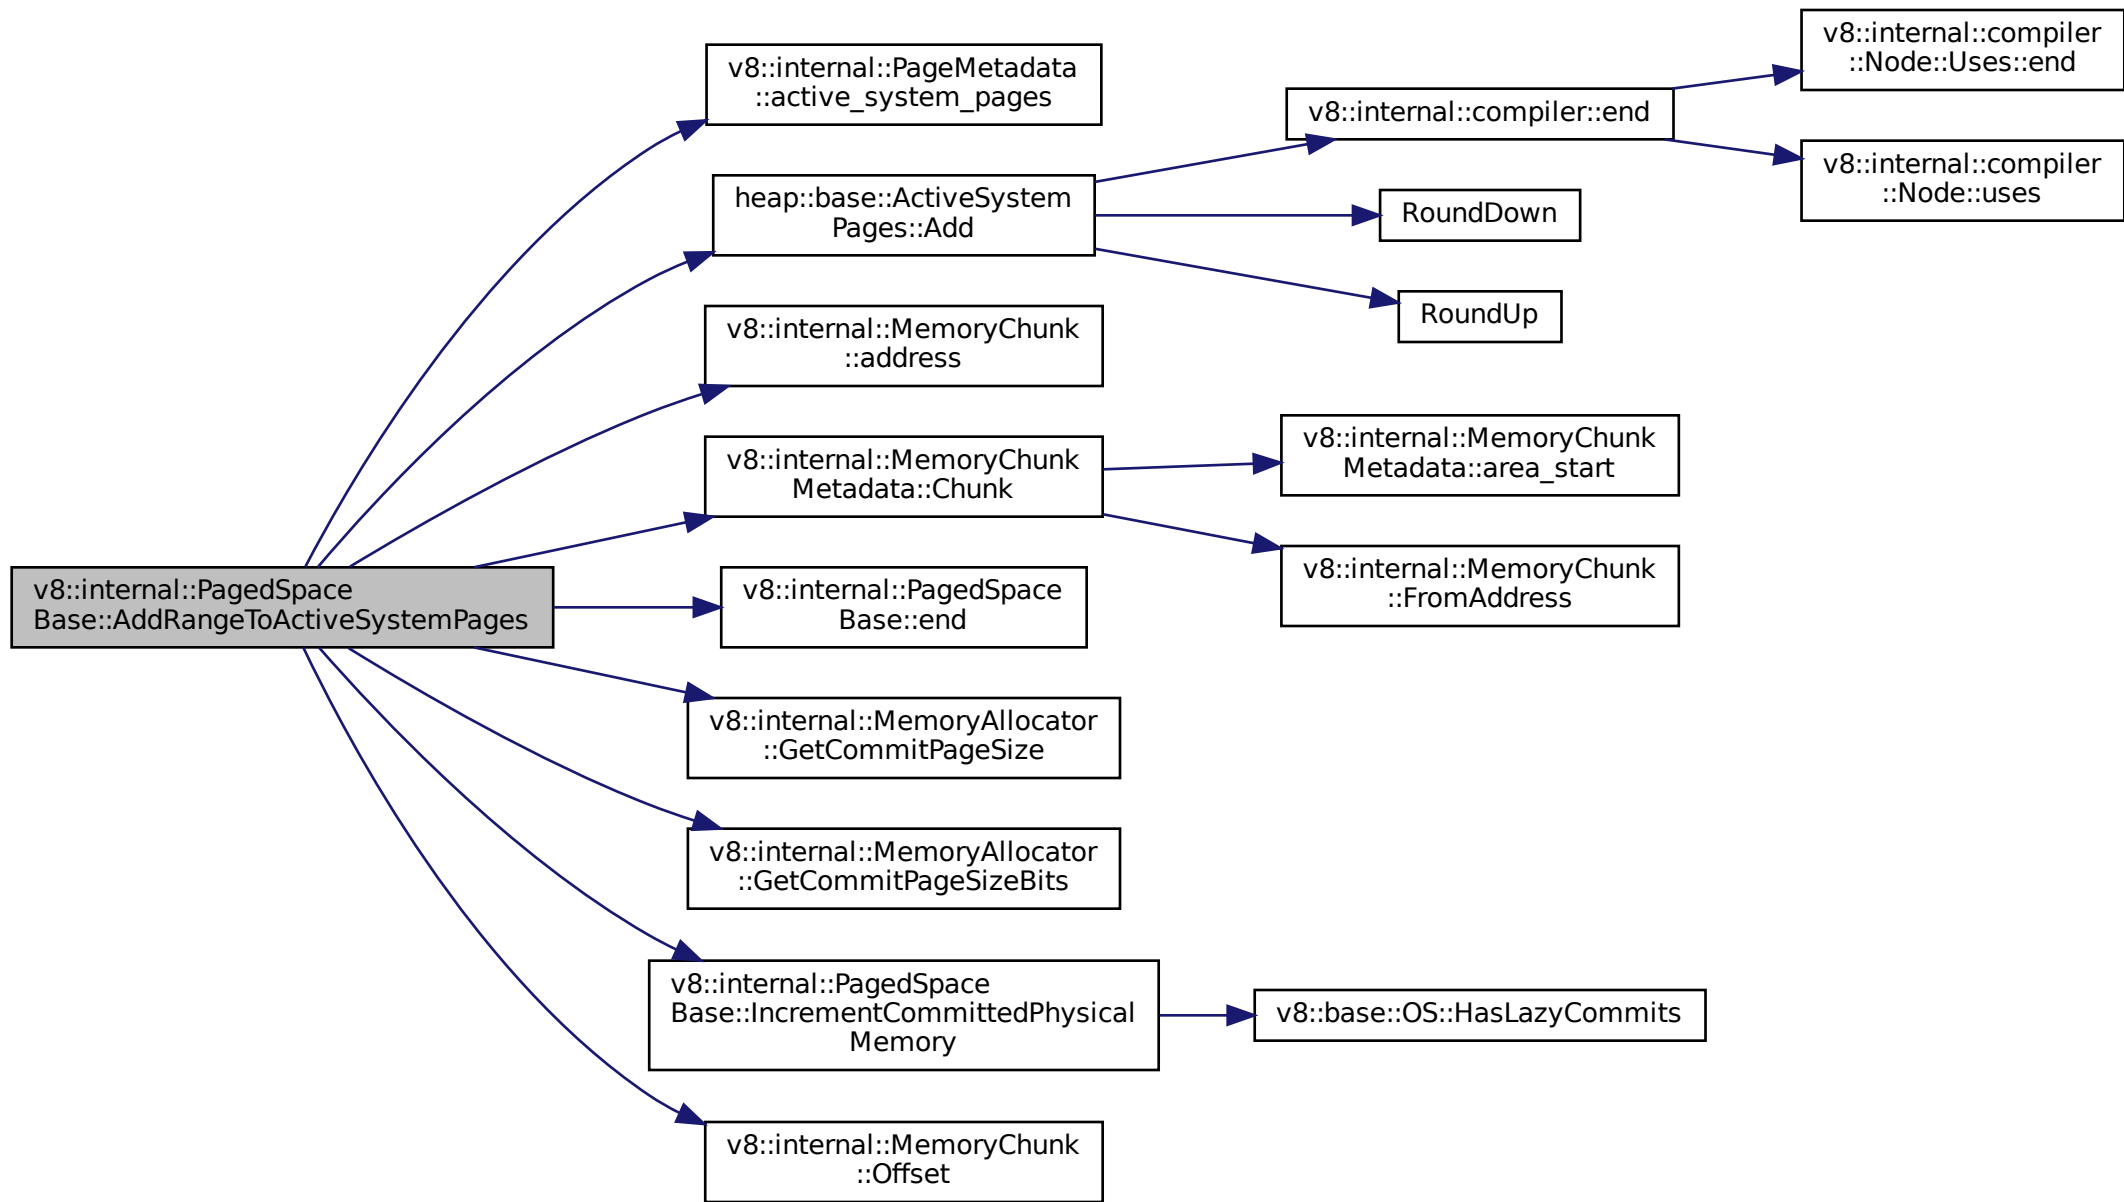 v8::internal::PagedSpace
Base::AddRangeToActiveSystemPages
v8::internal::PageMetadata
::active_system_pages
heap::base::ActiveSystem
Pages::Add
v8::internal::compiler::end
v8::internal::compiler
::Node::Uses::end
v8::internal::compiler
::Node::uses
RoundDown
RoundUp
v8::internal::MemoryChunk
::address
v8::internal::MemoryChunk
Metadata::Chunk
v8::internal::MemoryChunk
Metadata::area_start
v8::internal::MemoryChunk
::FromAddress
v8::internal::PagedSpace
Base::end
v8::internal::MemoryAllocator
::GetCommitPageSize
v8::internal::MemoryAllocator
::GetCommitPageSizeBits
v8::internal::PagedSpace
Base::IncrementCommittedPhysical
Memory
v8::base::OS::HasLazyCommits
v8::internal::MemoryChunk
::Offset